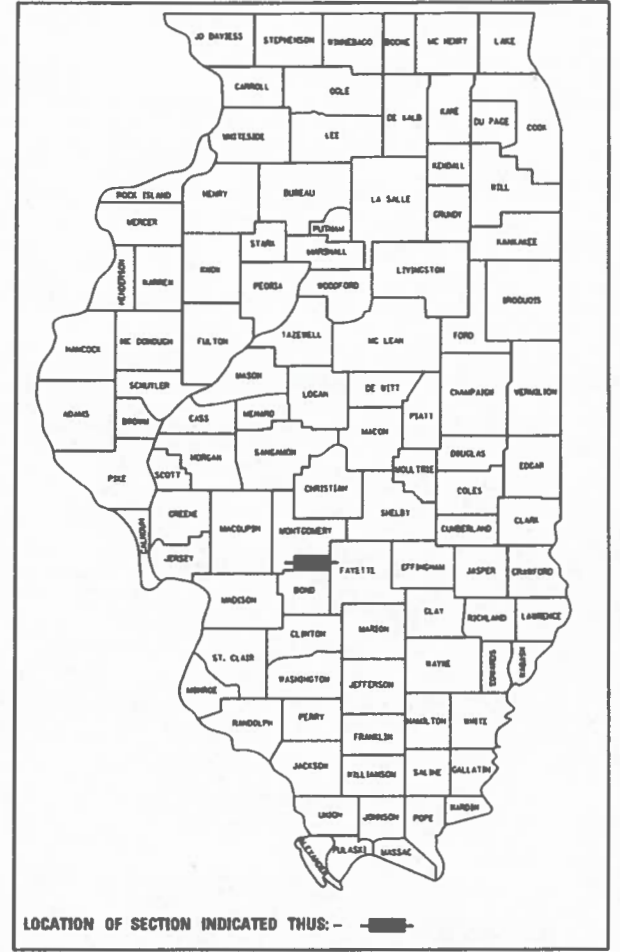 JO DAVIESS STEPHENSON WINNEBAGO BOONE MC HENRY LAKE
CARROLL OGLE DE KALB KANE DU PAGE COOK
WHITESIDE LEE
KENDALL
ROCK ISLAND HENRY BUREAU LA SALLE GRUNDY WILL
MERCER PUTNAM
STARK MARSHALL KANKAKEE
HENDERSON WARREN KNOX PEORIA WOODFORD LIVINGSTON IROQUOIS
HANCOCK MC DONOUGH FULTON TAZEWELL MC LEAN FORD
MASON
SCHUYLER LOGAN DE WITT CHAMPAIGN VERMILION
ADAMS BROWN CASS MENARD PIATT
MACON
MORGAN SANGAMON DOUGLAS EDGAR
PIKE SCOTT CHRISTIAN MOULTRIE
COLES
CALHOUN GREENE MACOUPIN MONTGOMERY SHELBY CUMBERLAND CLARK
JERSEY FAYETTE EFFINGHAM JASPER CRAWFORD
MADISON BOND
CLAY RICHLAND LAWRENCE
CLINTON MARION
ST. CLAIR WAYNE EDWARDS WABASH
WASHINGTON JEFFERSON
MONROE
RANDOLPH PERRY HAMILTON WHITE
FRANKLIN
JACKSON WILLIAMSON SALINE GALLATIN
UNION JOHNSON POPE HARDIN
ALEXANDER PULASKI MASSAC
LOCATION OF SECTION INDICATED THUS: -